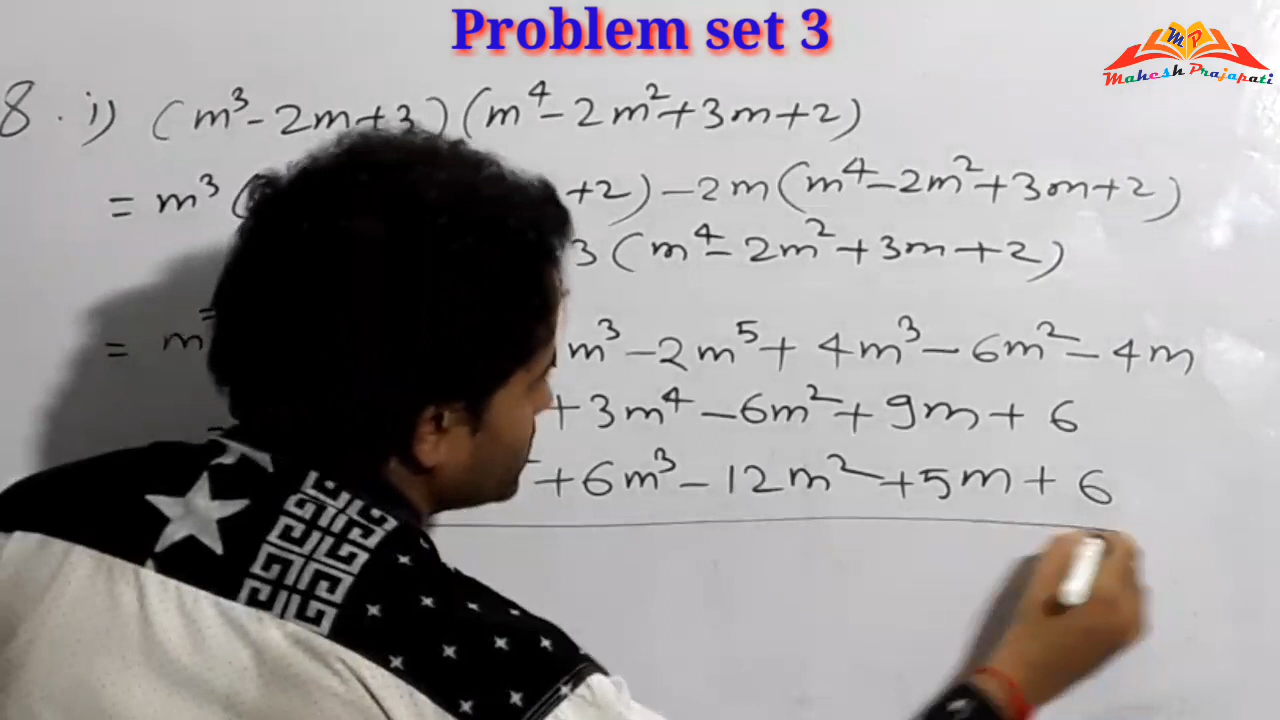 Problem set 3
Mahesh Prajapati
MP
8. i) (m³ - 2m + 3)(m⁴ - 2m² + 3m + 2)
= m³ ( +2) - 2m (m⁴ - 2m² + 3m + 2)
3 (m⁴ - 2m² + 3m + 2)
= m m³ - 2m⁵ + 4m³ - 6m² - 4m
+ 3m⁴ - 6m² + 9m + 6
+ 6m³ - 12m² + 5m + 6